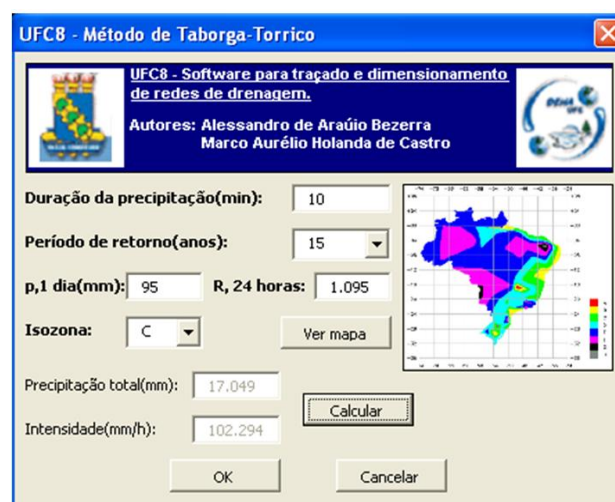 UFC8 - Método de Taborga-Torrico
UFC8 - Software para traçado e dimensionamento
de redes de drenagem.
Autores: Alessandro de Araúio Bezerra
Marco Aurélio Holanda de Castro
Duração da precipitação(min): 10
Período de retorno(anos): 15
p,1 dia(mm): 95 R, 24 horas: 1.095
Isozona: C Ver mapa
Precipitação total(mm): 17.049
Calcular
Intensidade(mm/h): 102.294
OK Cancelar